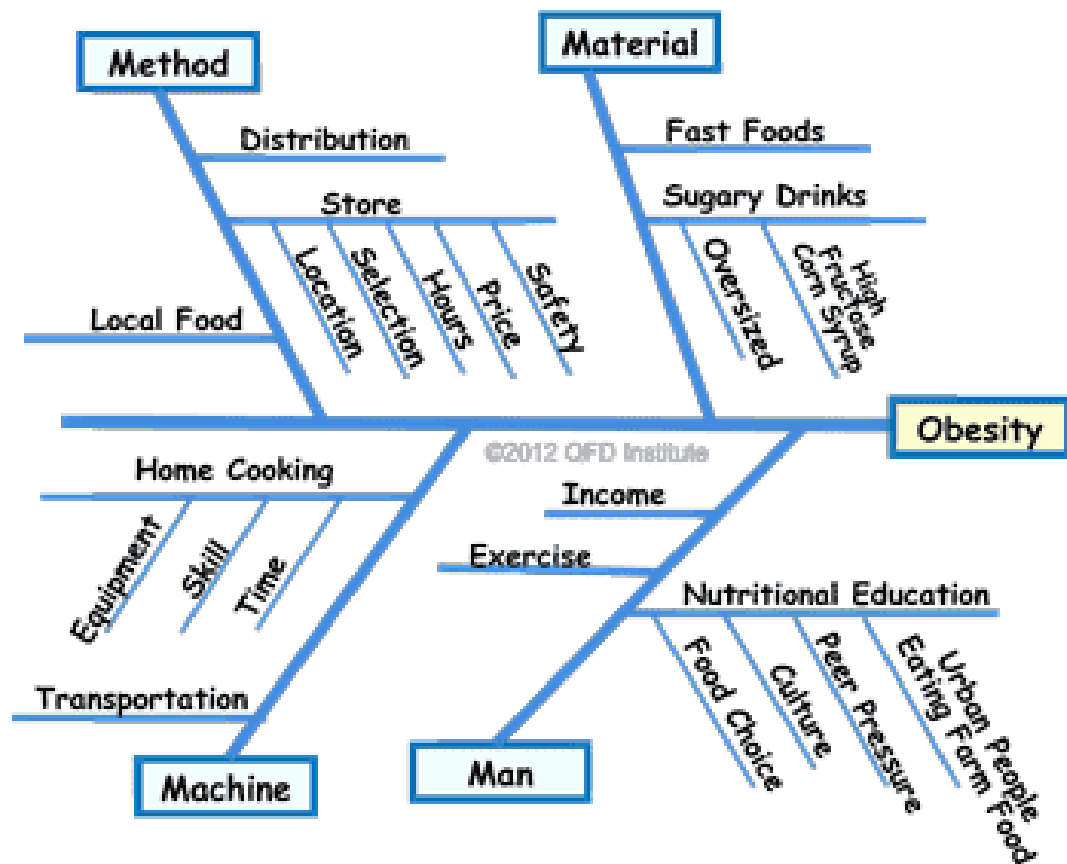 Method
Material
Distribution
Fast Foods
Store
Sugary Drinks
Location
Selection
Hours
Price
Safety
Oversized
High
Fructose
Corn Syrup
Local Food
Obesity
©2012 QFD Institute
Home Cooking
Income
Equipment
Skill
Time
Exercise
Nutritional Education
Food Choice
Culture
Peer Pressure
Urban People
Eating Farm Food
Transportation
Machine
Man